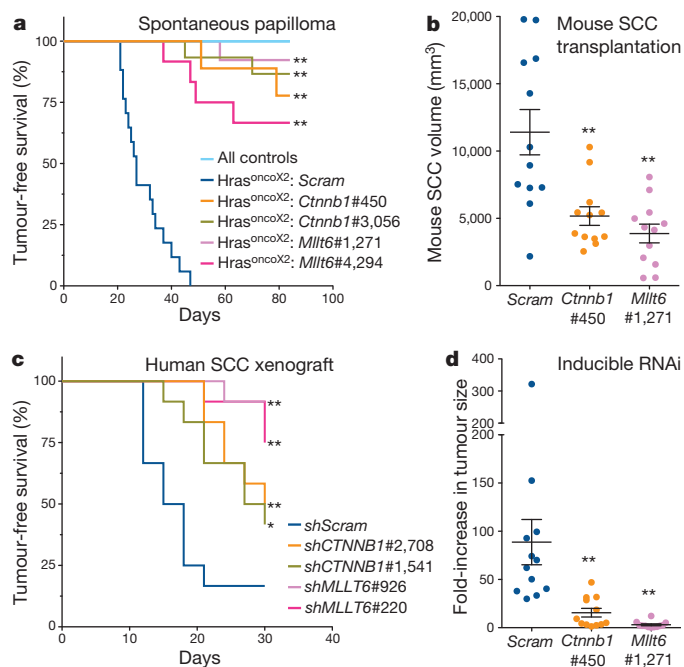 a
Spontaneous papilloma
Tumour-free survival (%)
100
75
50
25
0
**
**
**
**
All controls
Hras^oncoX2: Scram
Hras^oncoX2: Ctnnb1#450
Hras^oncoX2: Ctnnb1#3,056
Hras^oncoX2: Mllt6#1,271
Hras^oncoX2: Mllt6#4,294
0 20 40 60 80 100
Days
b
Mouse SCC
transplantation
Mouse SCC volume (mm³)
20,000
15,000
10,000
5,000
0
**
**
Scram Ctnnb1 Mllt6
#450 #1,271
c
Human SCC xenograft
Tumour-free survival (%)
100
75
50
25
0
**
**
**
*
shScram
shCTNNB1#2,708
shCTNNB1#1,541
shMLLT6#926
shMLLT6#220
0 10 20 30 40
Days
d
Inducible RNAi
Fold-increase in tumour size
400
300
200
150
100
50
0
**
**
Scram Ctnnb1 Mllt6
#450 #1,271